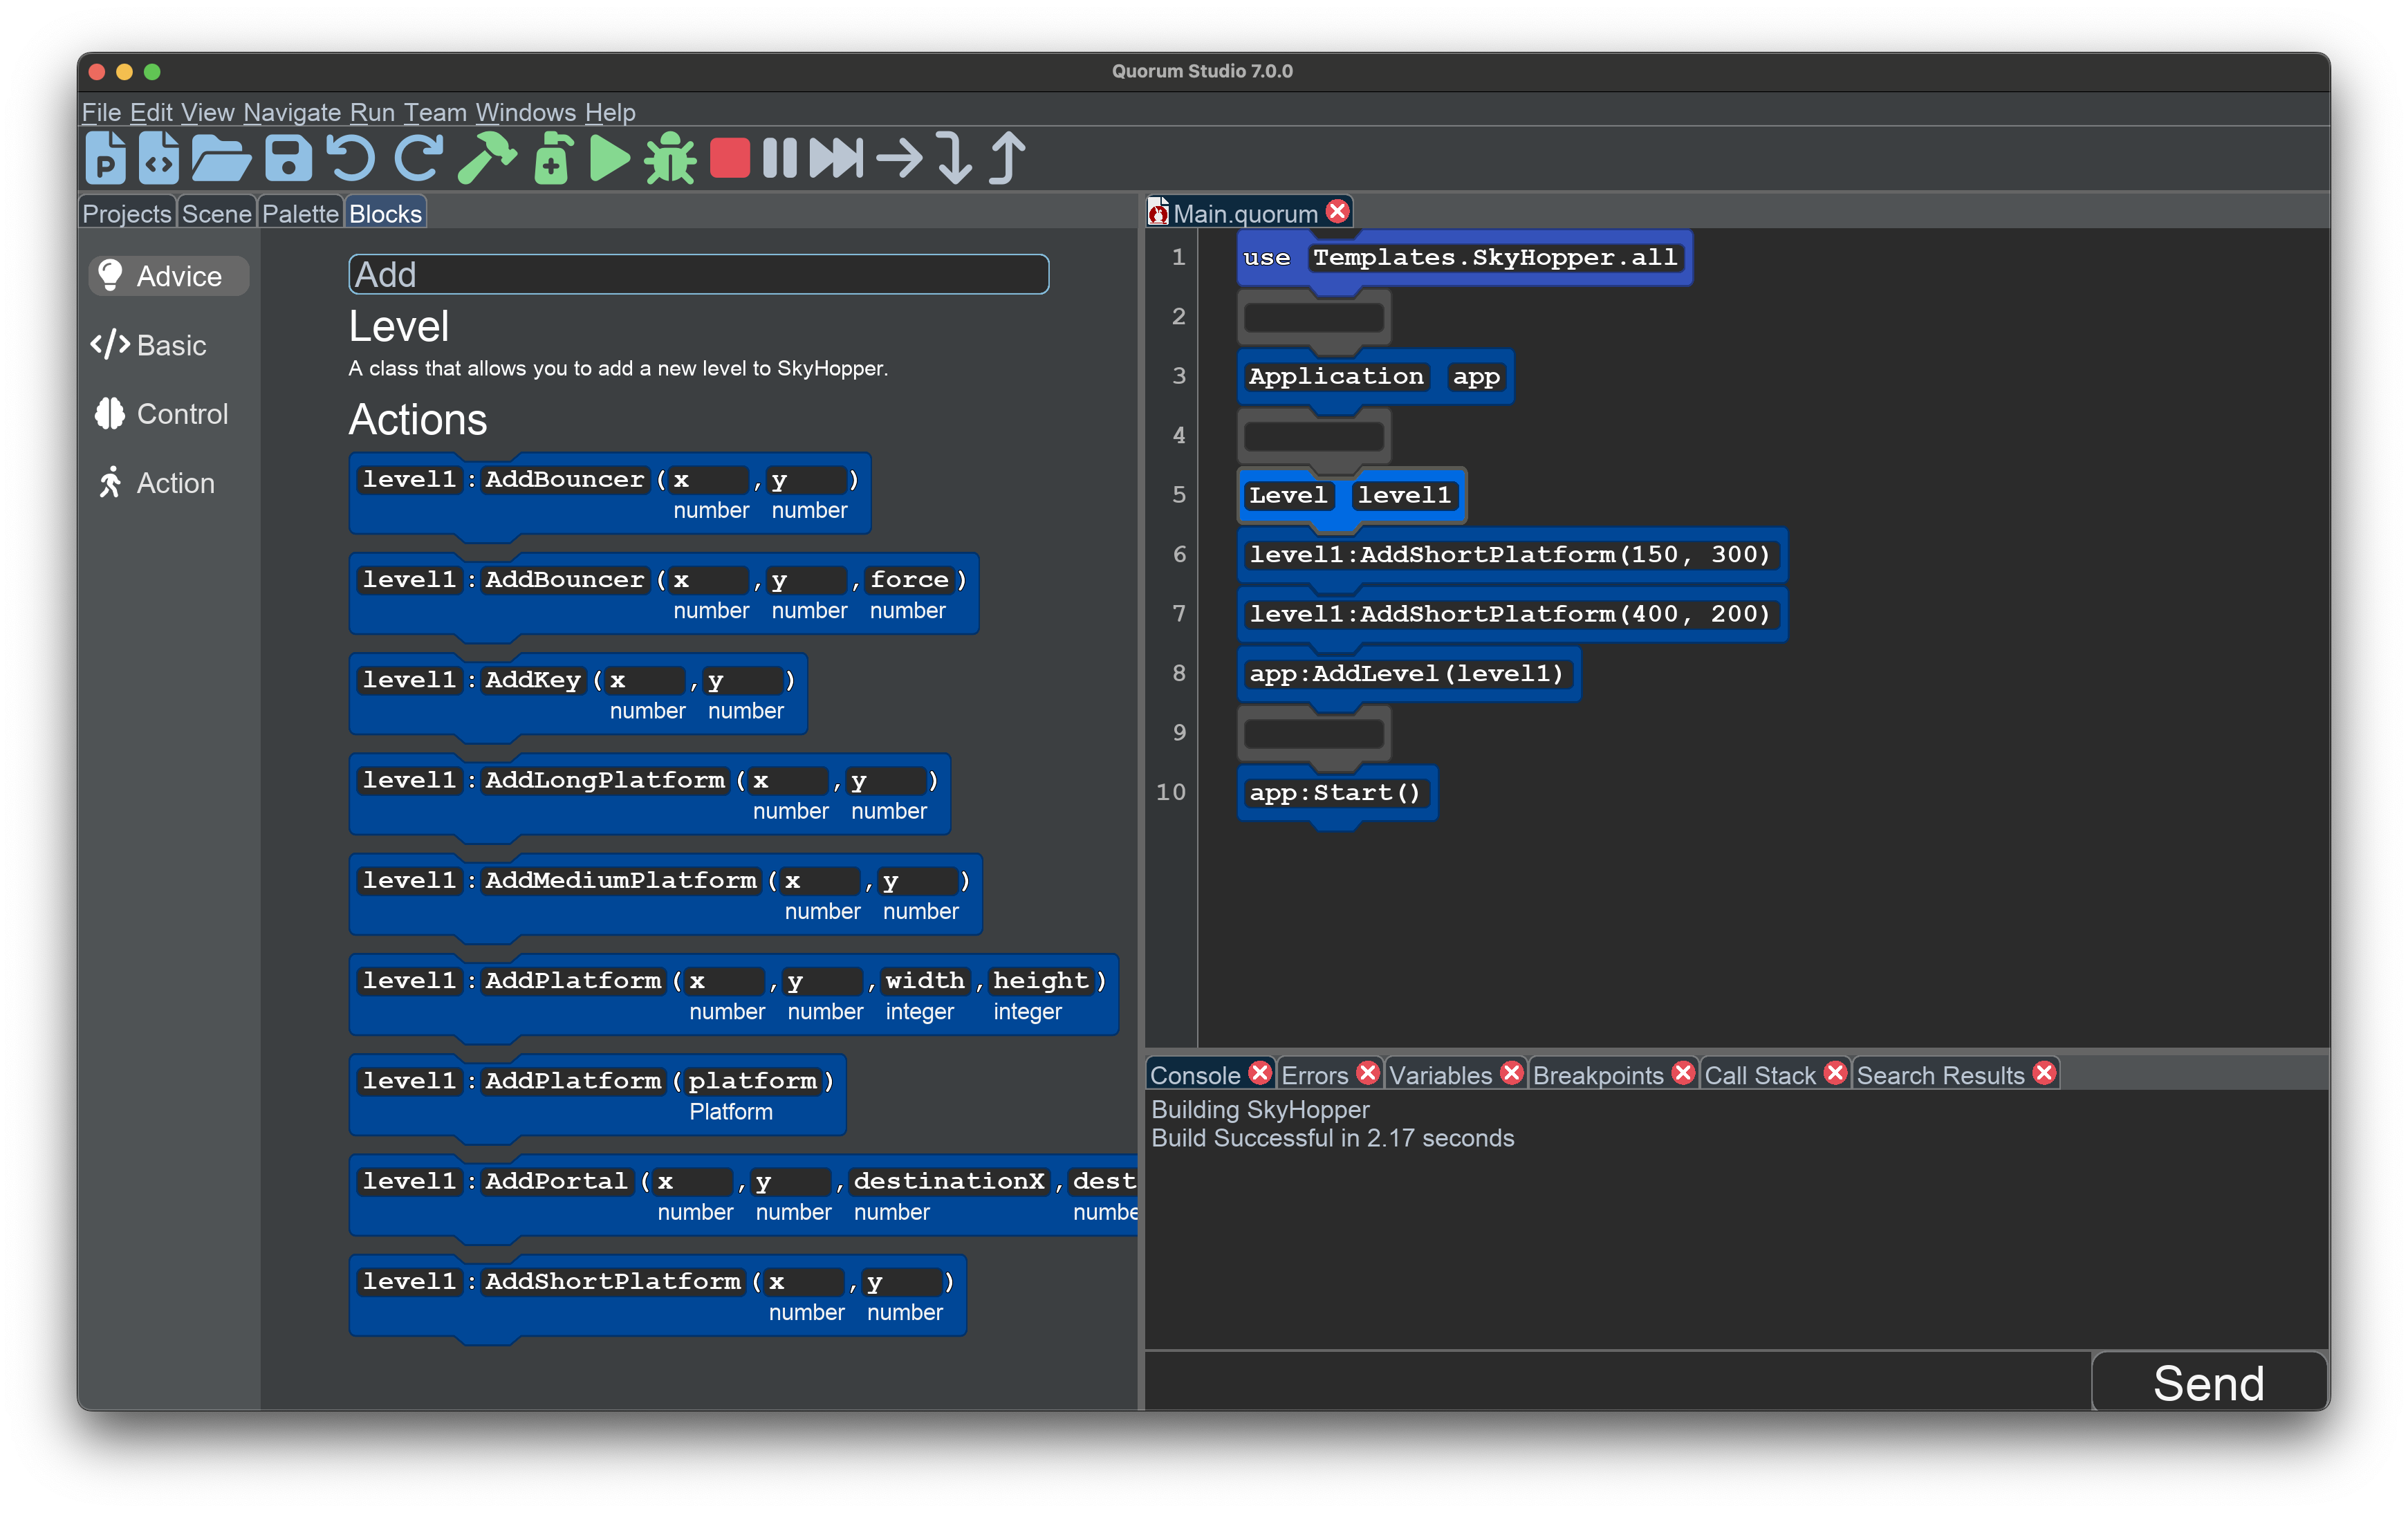 Quorum Studio 7.0.0
File Edit View Navigate Run Team Windows Help
Projects Scene Palette Blocks
Advice
Basic
Control
Action
Add
Level
A class that allows you to add a new level to SkyHopper.
Actions
level1 : AddBouncer ( x , y )
number number
level1 : AddBouncer ( x , y , force )
number number number
level1 : AddKey ( x , y )
number number
level1 : AddLongPlatform ( x , y )
number number
level1 : AddMediumPlatform ( x , y )
number number
level1 : AddPlatform ( x , y , width , height )
number number integer integer
level1 : AddPlatform ( platform )
Platform
level1 : AddPortal ( x , y , destinationX , dest
number number number numbe
level1 : AddShortPlatform ( x , y )
number number
Main.quorum
1 use Templates.SkyHopper.all
2
3 Application app
4
5 Level level1
6 level1:AddShortPlatform(150, 300)
7 level1:AddShortPlatform(400, 200)
8 app:AddLevel(level1)
9
10 app:Start()
Console Errors Variables Breakpoints Call Stack Search Results
Building SkyHopper
Build Successful in 2.17 seconds
Send